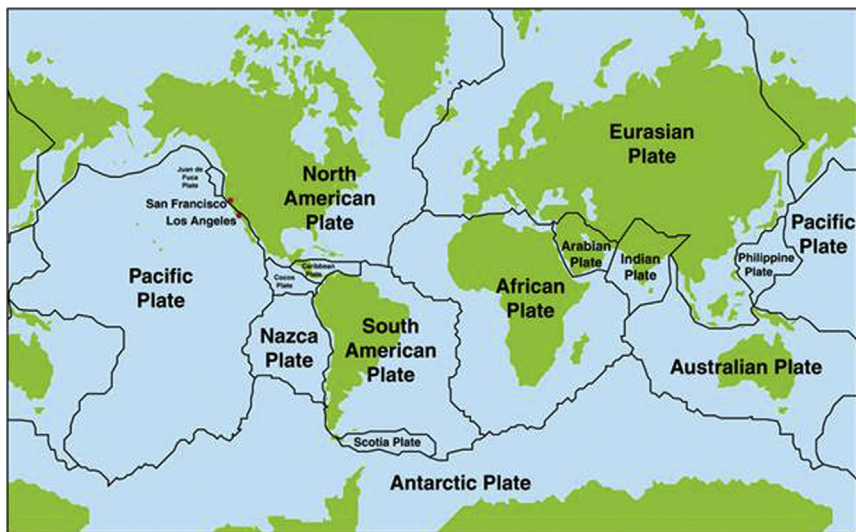 Eurasian
Plate
Juan de
Fuca
Plate
North
American
Plate
San Francisco
Los Angeles
Pacific
Plate
Arabian
Plate
Indian
Plate
Philippine
Plate
Pacific
Plate
Caribbean
Plate
Cocos
Plate
African
Plate
Nazca
Plate
South
American
Plate
Australian Plate
Scotia Plate
Antarctic Plate